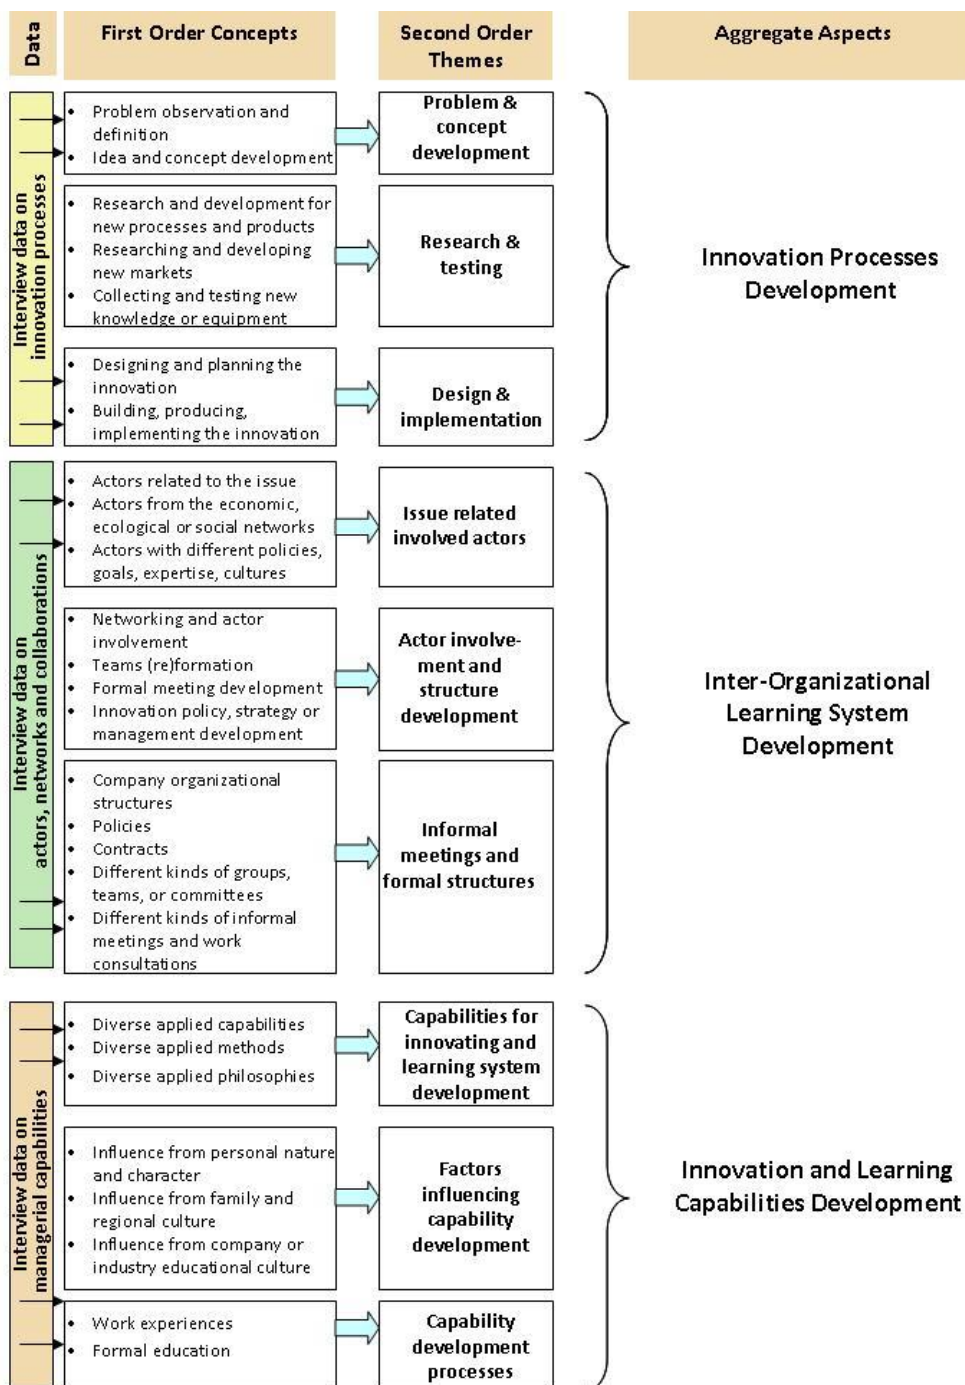 Data
First Order Concepts
Second Order
Themes
Aggregate Aspects
Interview data on
innovation processes
• Problem observation and
definition
• Idea and concept development
Problem &
concept
development
• Research and development for
new processes and products
• Researching and developing
new markets
• Collecting and testing new
knowledge or equipment
Research &
testing
• Designing and planning the
innovation
• Building, producing,
implementing the innovation
Design &
implementation
Innovation Processes
Development
Interview data on
actors, networks and collaborations
• Actors related to the issue
• Actors from the economic,
ecological or social networks
• Actors with different policies,
goals, expertise, cultures
Issue related
involved actors
• Networking and actor
involvement
• Teams (re)formation
• Formal meeting development
• Innovation policy, strategy or
management development
Actor involve-
ment and
structure
development
• Company organizational
structures
• Policies
• Contracts
• Different kinds of groups,
teams, or committees
• Different kinds of informal
meetings and work
consultations
Informal
meetings and
formal structures
Inter-Organizational
Learning System
Development
Interview data on
managerial capabilities
• Diverse applied capabilities
• Diverse applied methods
• Diverse applied philosophies
Capabilities for
innovating and
learning system
development
• Influence from personal nature
and character
• Influence from family and
regional culture
• Influence from company or
industry educational culture
Factors
influencing
capability
development
• Work experiences
• Formal education
Capability
development
processes
Innovation and Learning
Capabilities Development